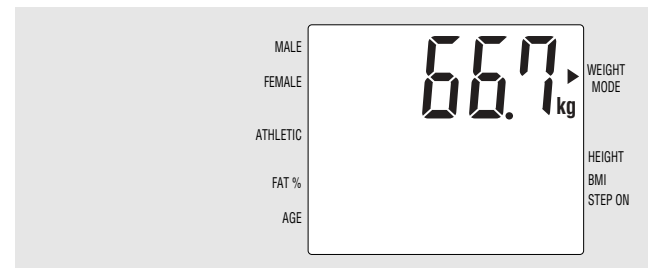 MALE
FEMALE
ATHLETIC
FAT %
AGE
66.7 kg
WEIGHT
MODE
HEIGHT
BMI
STEP ON